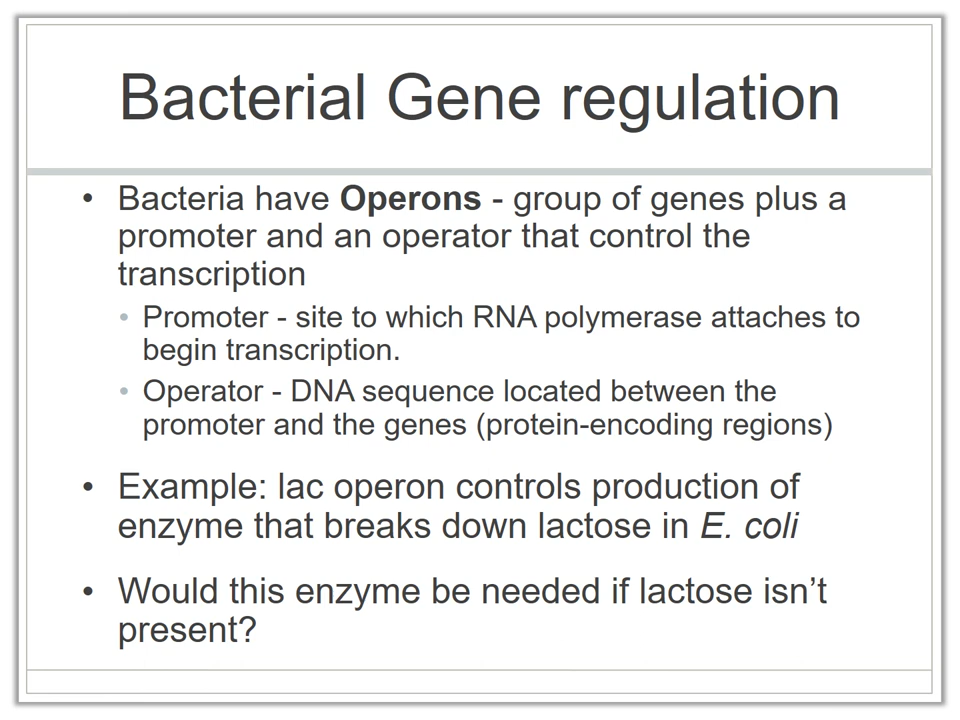 Bacterial Gene regulation
• Bacteria have Operons - group of genes plus a
promoter and an operator that control the
transcription
• Promoter - site to which RNA polymerase attaches to
begin transcription.
• Operator - DNA sequence located between the
promoter and the genes (protein-encoding regions)
• Example: lac operon controls production of
enzyme that breaks down lactose in E. coli
• Would this enzyme be needed if lactose isn’t
present?